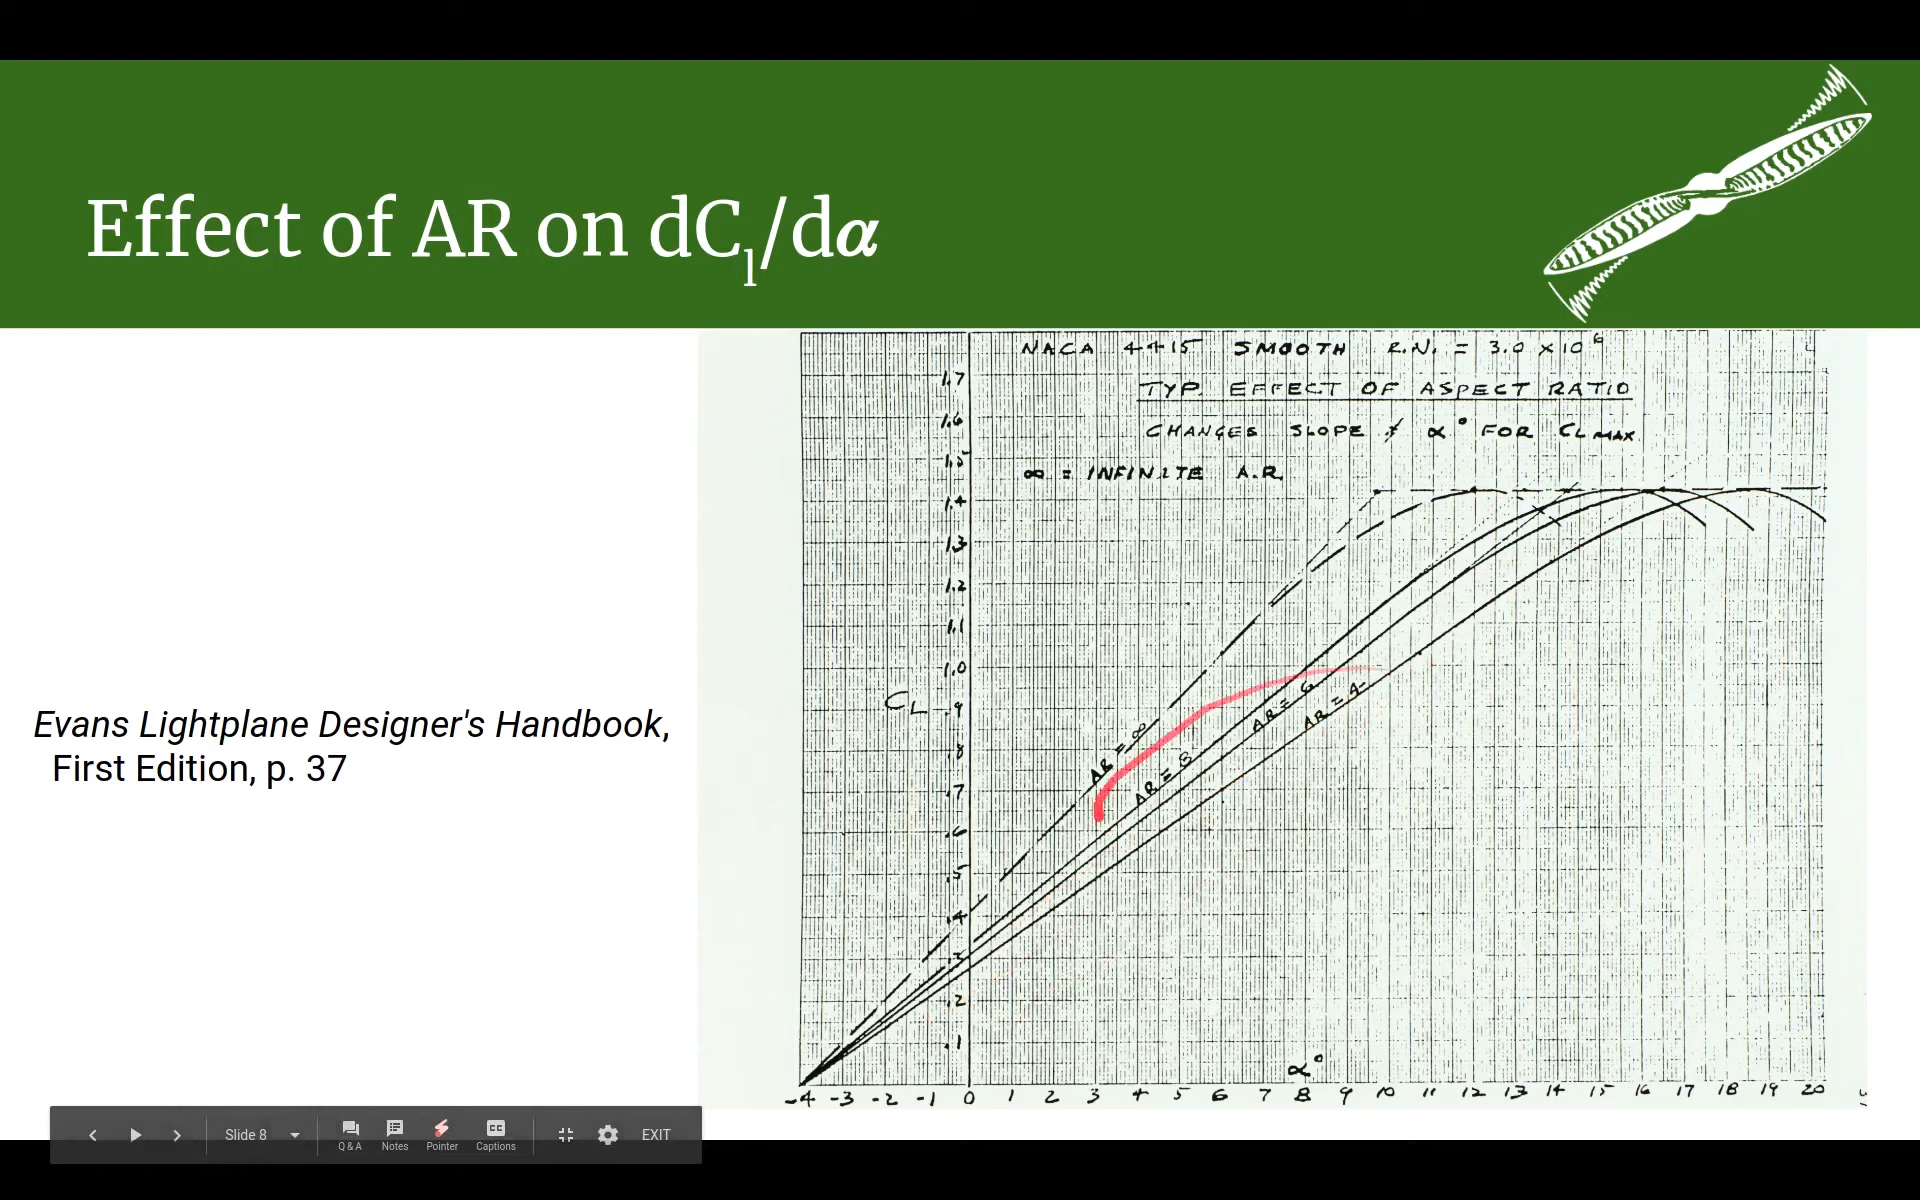 Effect of AR on dCl/dα
NACA 4415 SMOOTH R.N. = 3.0 x 10⁶
TYP. EFFECT OF ASPECT RATIO
CHANGES SLOPE & α° FOR CL MAX
∞ = INFINITE A.R.
1.7
1.6
1.5
1.4
1.3
1.2
1.1
1.0
CL .9
.8
.7
.6
.5
.4
.3
.2
.1
AR = ∞
AR = 8
AR = 6
AR = 4
Evans Lightplane Designer's Handbook,
First Edition, p. 37
α°
-4 -3 -2 -1 0 1 2 3 4 5 6 7 8 9 10 11 12 13 14 15 16 17 18 19 20
Slide 8
Q & A Notes Pointer CC Captions
EXIT